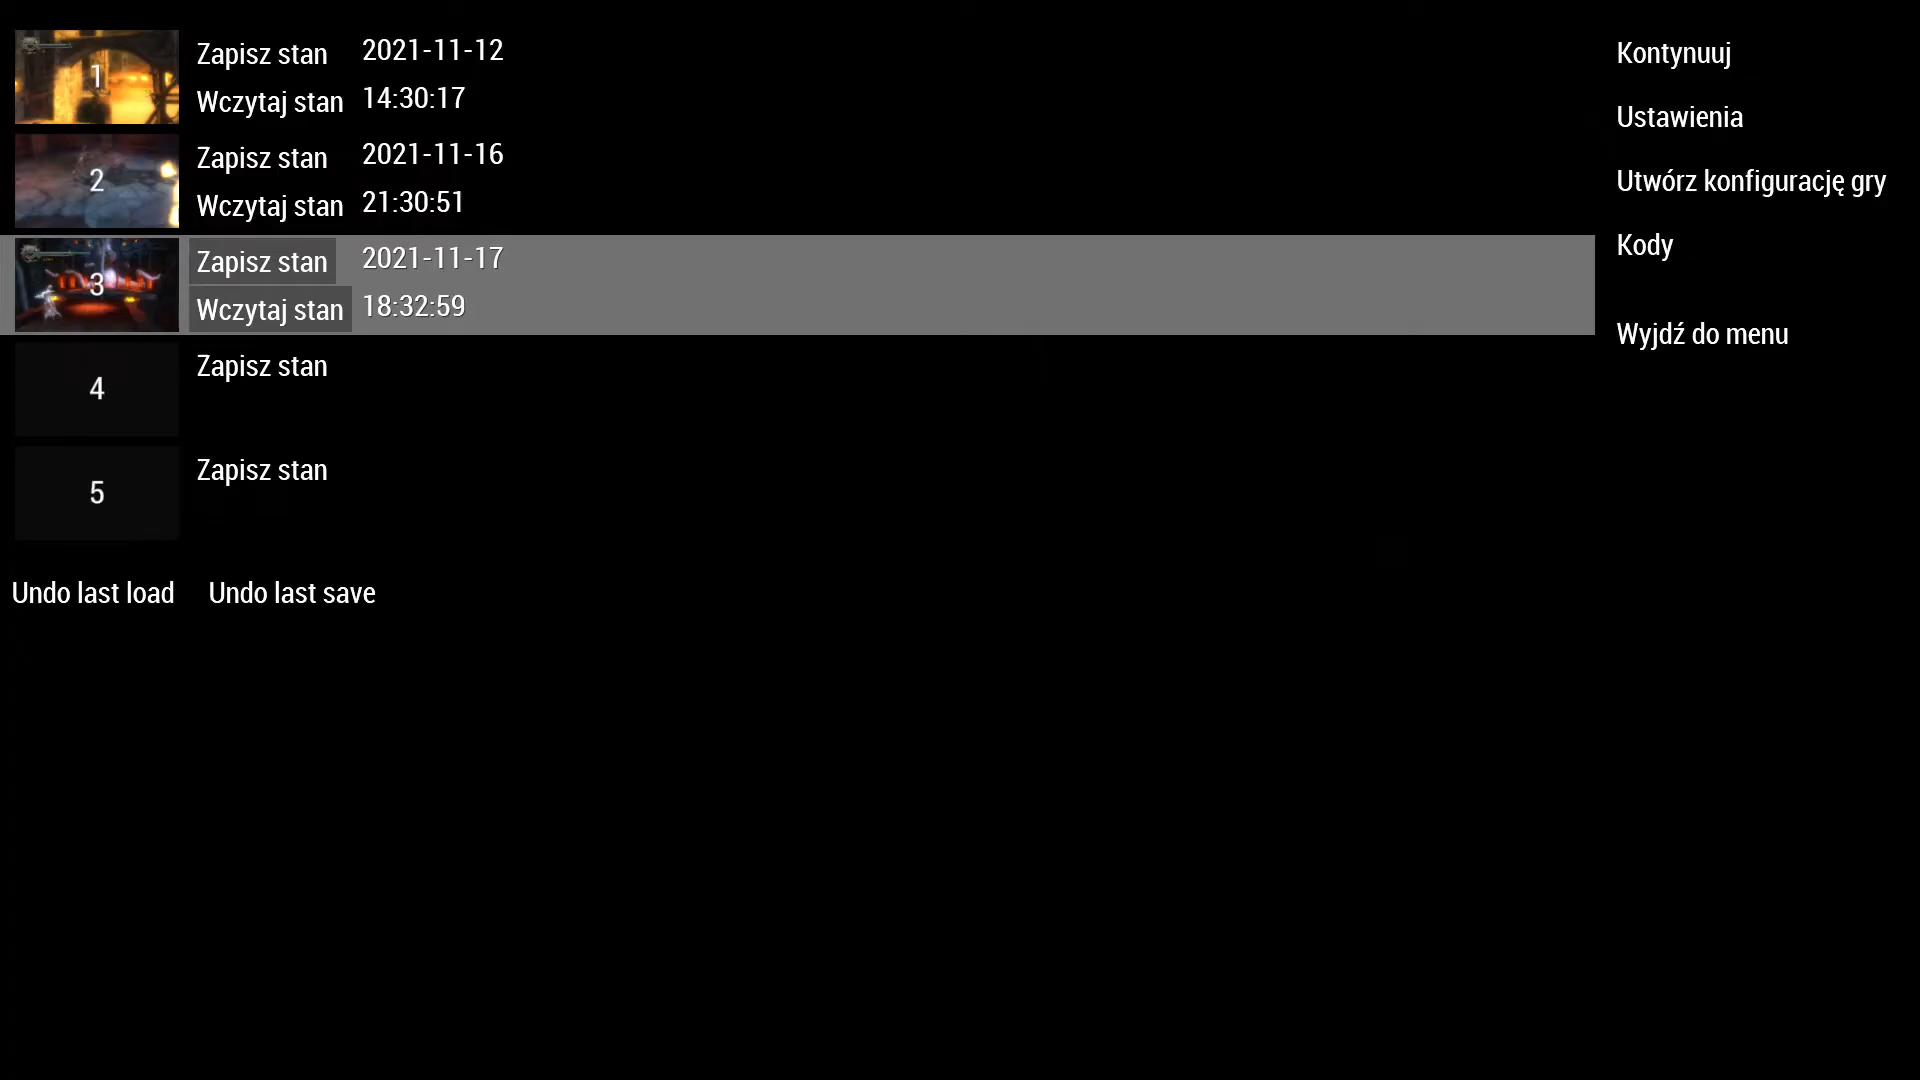 1
Zapisz stan 2021-11-12
Wczytaj stan 14:30:17
2
Zapisz stan 2021-11-16
Wczytaj stan 21:30:51
3
Zapisz stan 2021-11-17
Wczytaj stan 18:32:59
4
Zapisz stan
5
Zapisz stan
Undo last load Undo last save
Kontynuuj
Ustawienia
Utwórz konfigurację gry
Kody
Wyjdź do menu